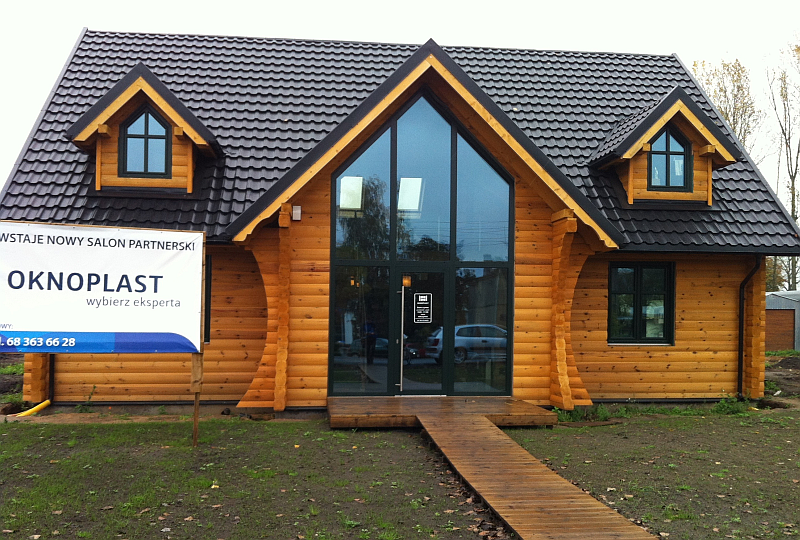 WSTAJE NOWY SALON PARTNERSKI
OKNOPLAST
wybierz eksperta
68 363 66 28